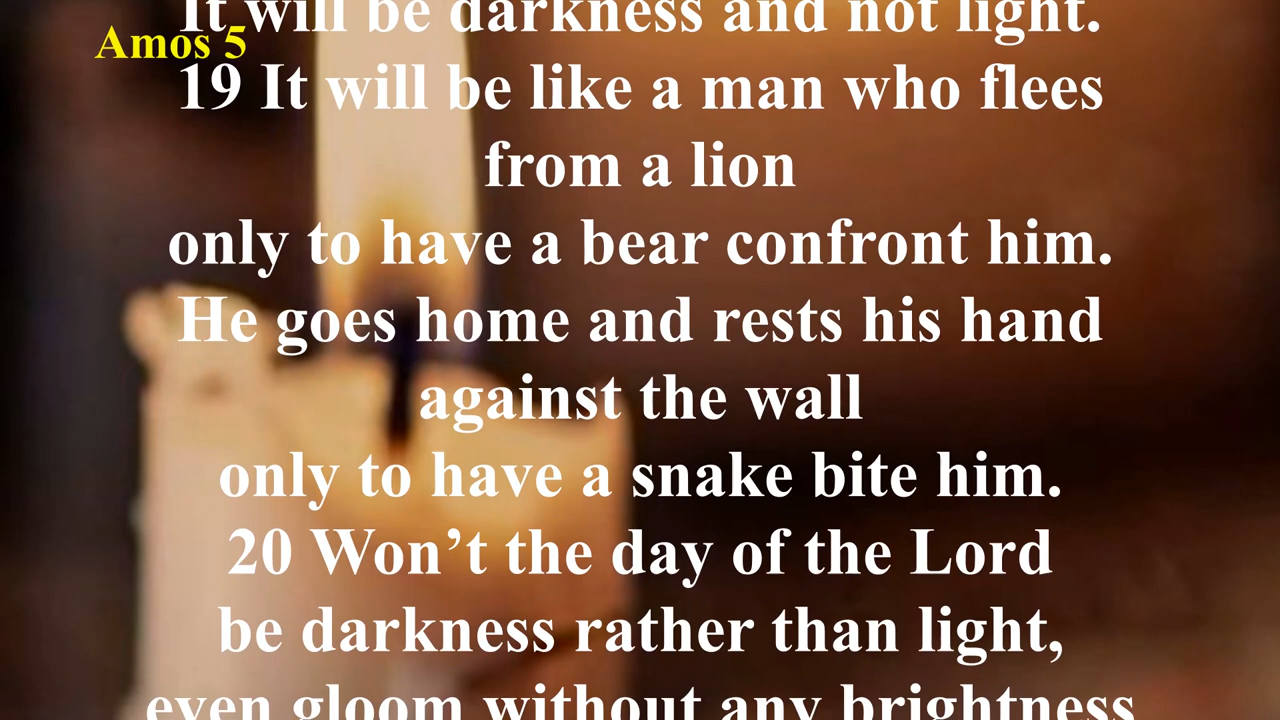 It will be darkness and not light.
Amos 5
19 It will be like a man who flees
from a lion
only to have a bear confront him.
He goes home and rests his hand
against the wall
only to have a snake bite him.
20 Won’t the day of the Lord
be darkness rather than light,
even gloom without any brightness